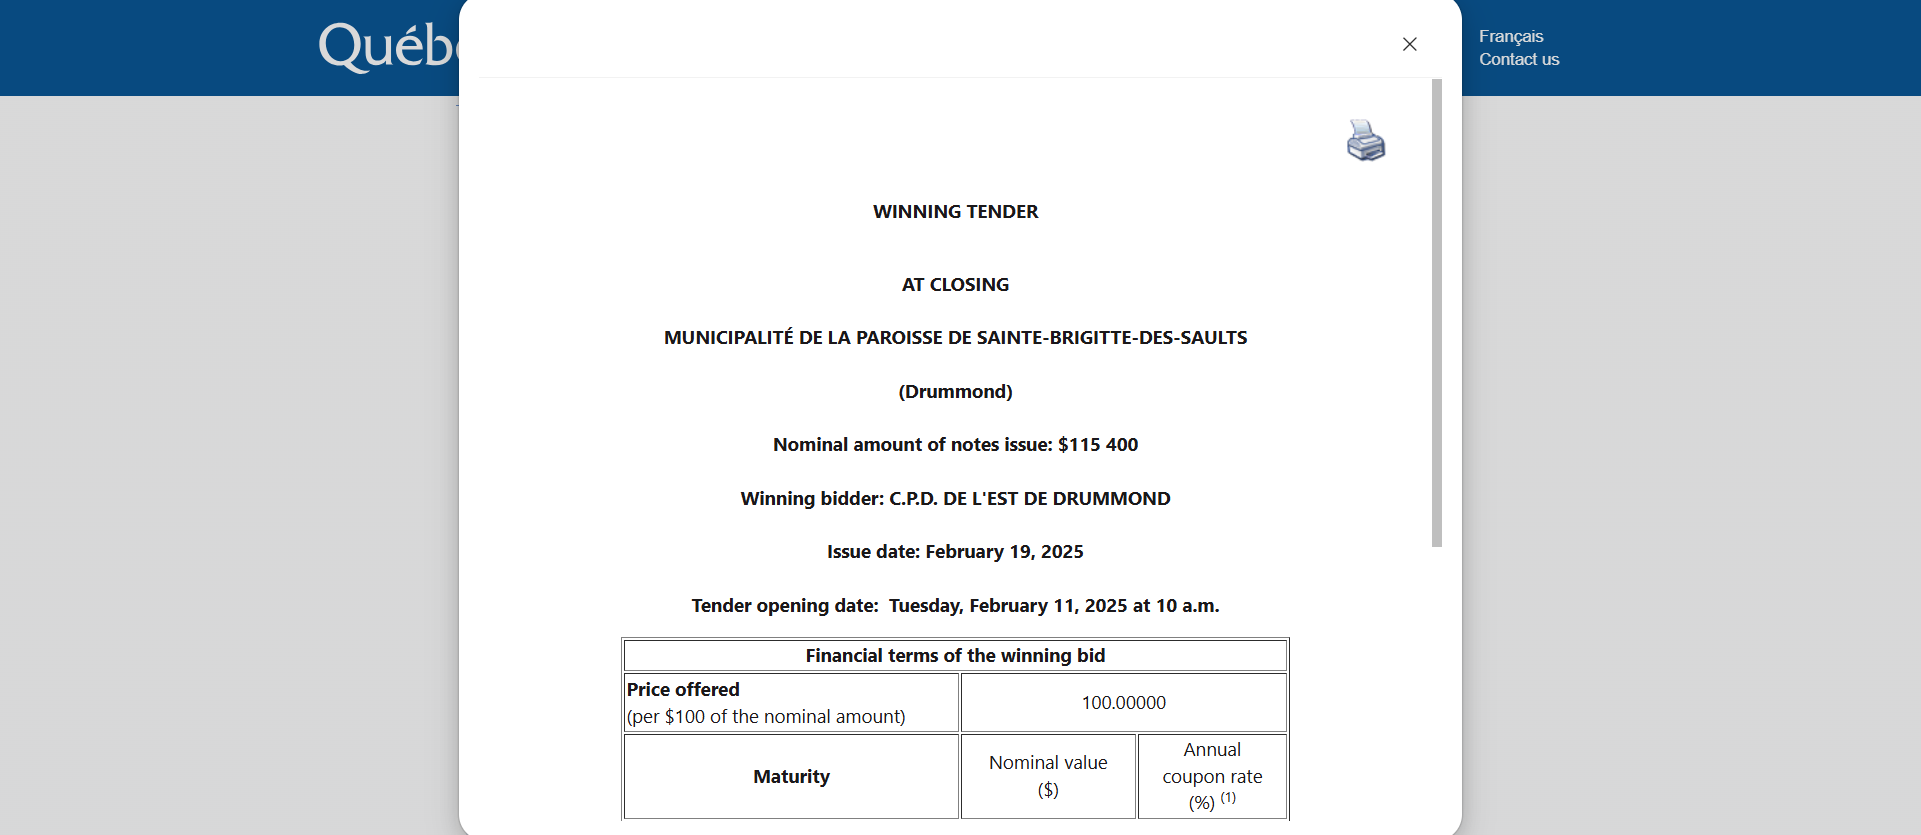 Québ
Français
Contact us
WINNING TENDER
AT CLOSING
MUNICIPALITÉ DE LA PAROISSE DE SAINTE-BRIGITTE-DES-SAULTS
(Drummond)
Nominal amount of notes issue: $115 400
Winning bidder: C.P.D. DE L'EST DE DRUMMOND
Issue date: February 19, 2025
Tender opening date:  Tuesday, February 11, 2025 at 10 a.m.
Financial terms of the winning bid
Price offered
(per $100 of the nominal amount)
100.00000
Maturity
Nominal value
($)
Annual
coupon rate
(%) (1)